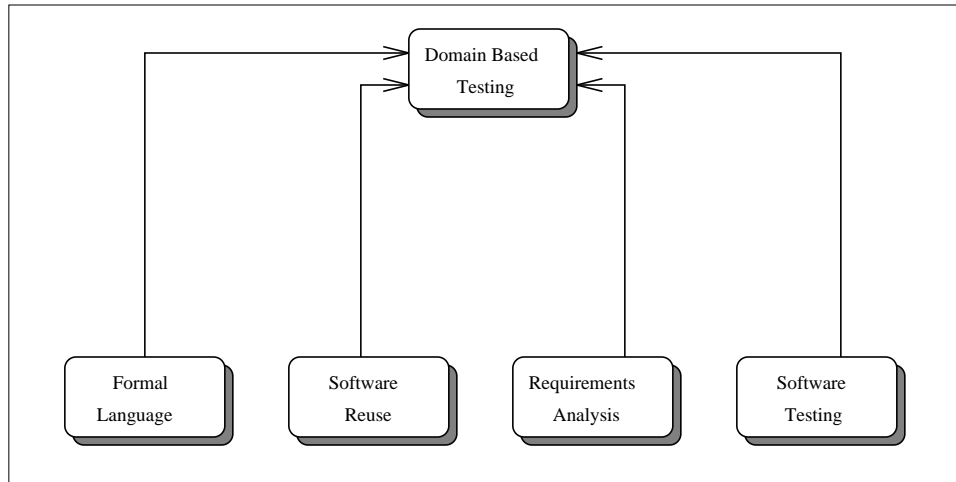 Domain Based
Testing
Formal
Language
Software
Reuse
Requirements
Analysis
Software
Testing